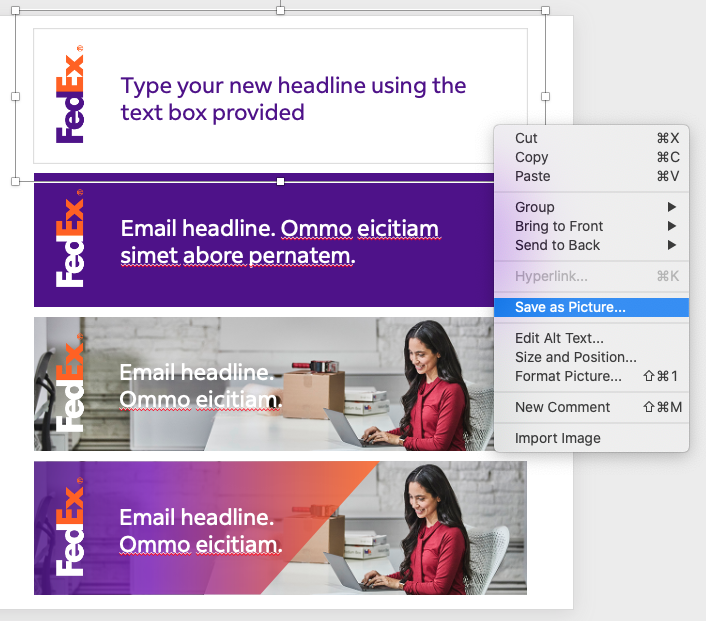 FedEx®
Type your new headline using the
text box provided
FedEx®
Email headline. Ommo eicitiam
simet abore pernatem.
FedEx®
Email headline.
Ommo eicitiam.
FedEx®
Email headline.
Ommo eicitiam.
Cut ⌘X
Copy ⌘C
Paste ⌘V
Group ▶
Bring to Front ▶
Send to Back ▶
Hyperlink... ⌘K
Save as Picture...
Edit Alt Text...
Size and Position...
Format Picture... ⇧⌘1
New Comment ⇧⌘M
Import Image